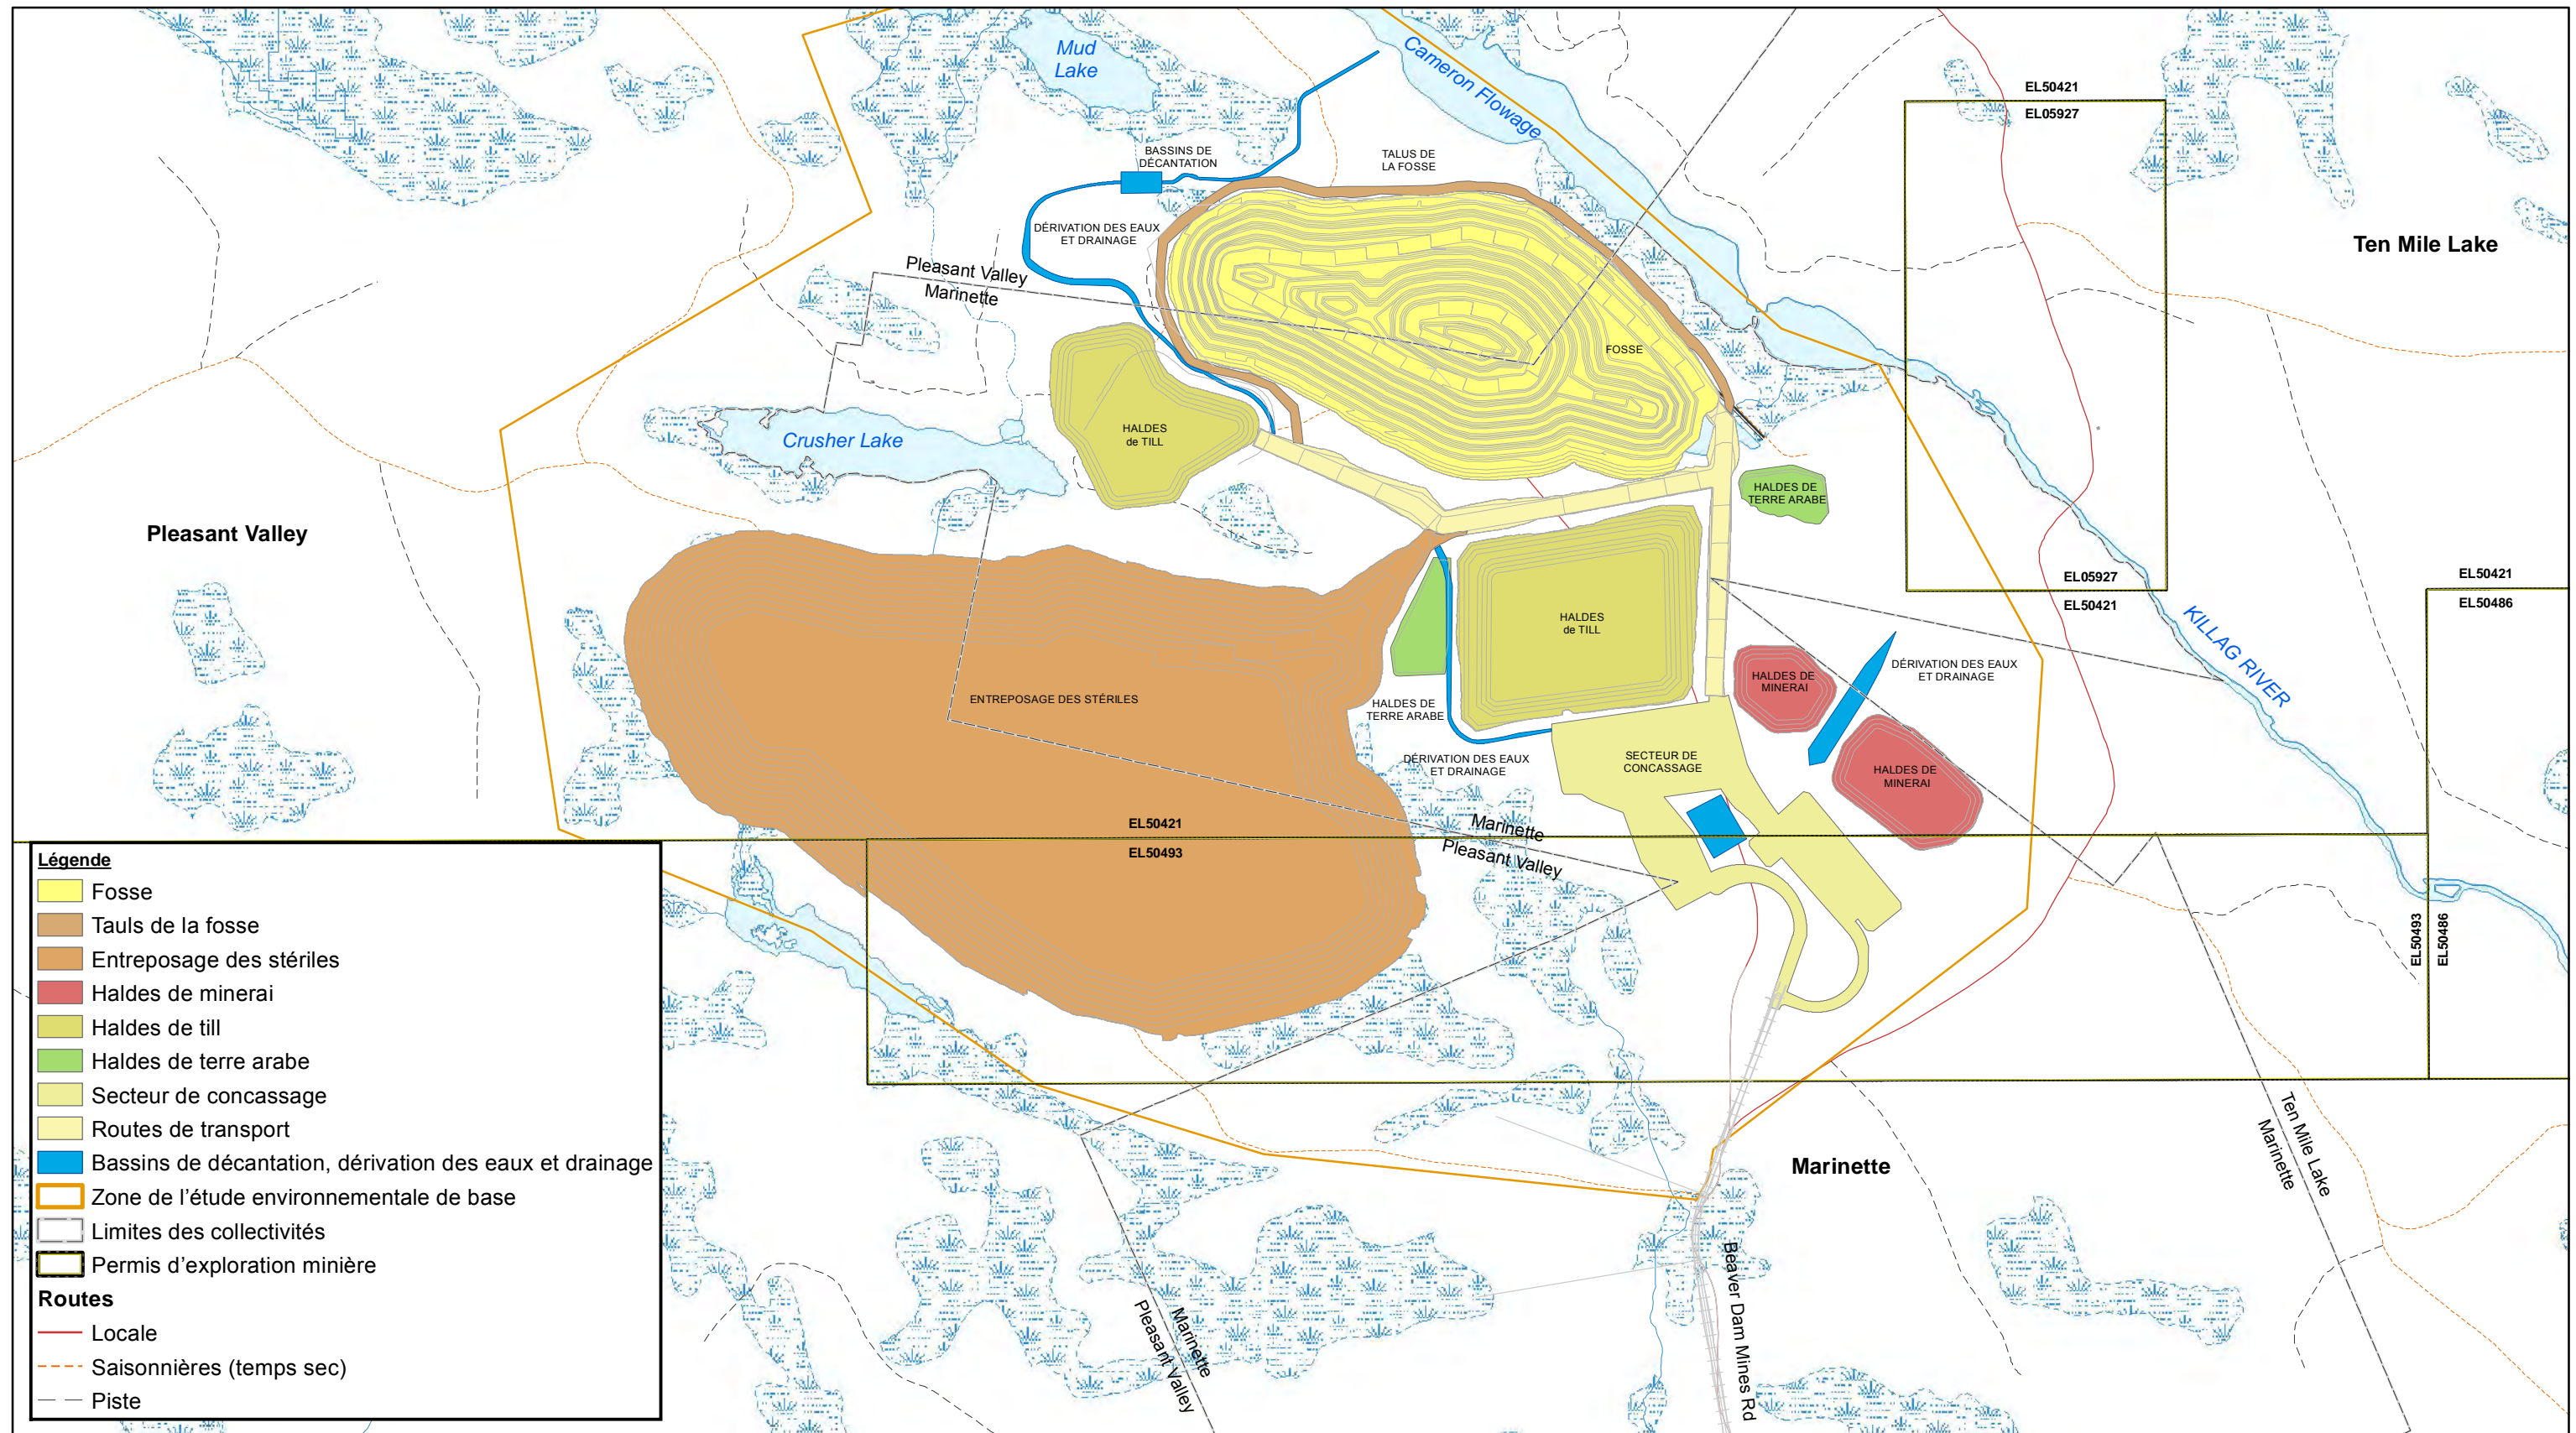 Mud
Lake
Cameron Flowage
EL50421
EL05927
BASSINS DE
DÉCANTATION
TALUS DE
LA FOSSE
DÉRIVATION DES EAUX
ET DRAINAGE
Ten Mile Lake
Pleasant Valley
Marinette
FOSSE
HALDES
de TILL
Crusher Lake
HALDES DE
TERRE ARABE
Pleasant Valley
EL05927
EL50421
EL50421
EL50486
HALDES
de TILL
KILLAG RIVER
DÉRIVATION DES EAUX
ET DRAINAGE
HALDES DE
MINERAI
ENTREPOSAGE DES STÉRILES
HALDES DE
TERRE ARABE
DÉRIVATION DES EAUX
ET DRAINAGE
SECTEUR DE
CONCASSAGE
HALDES DE
MINERAI
EL50421
EL50493
Marinette
Pleasant Valley
EL50493
EL50486
Légende
Fosse
Tauls de la fosse
Entreposage des stériles
Haldes de minerai
Haldes de till
Haldes de terre arabe
Secteur de concassage
Routes de transport
Bassins de décantation, dérivation des eaux et drainage
Zone de l'étude environnementale de base
Limites des collectivités
Permis d'exploration minière
Routes
Locale
Saisonnières (temps sec)
Piste
Marinette
Ten Mile Lake
Marinette
Beaver Dam Mines Rd
Marinette
Pleasant Valley